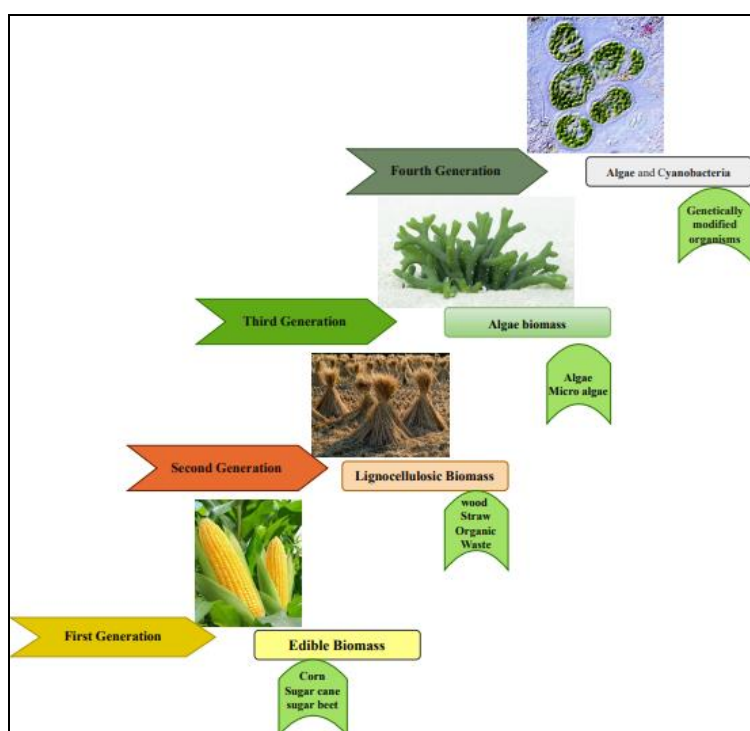 Fourth Generation
Algae and Cyanobacteria
Genetically
modified
organisms
Third Generation
Algae biomass
Algae
Micro algae
Second Generation
Lignocellulosic Biomass
wood
Straw
Organic
Waste
First Generation
Edible Biomass
Corn
Sugar cane
sugar beet